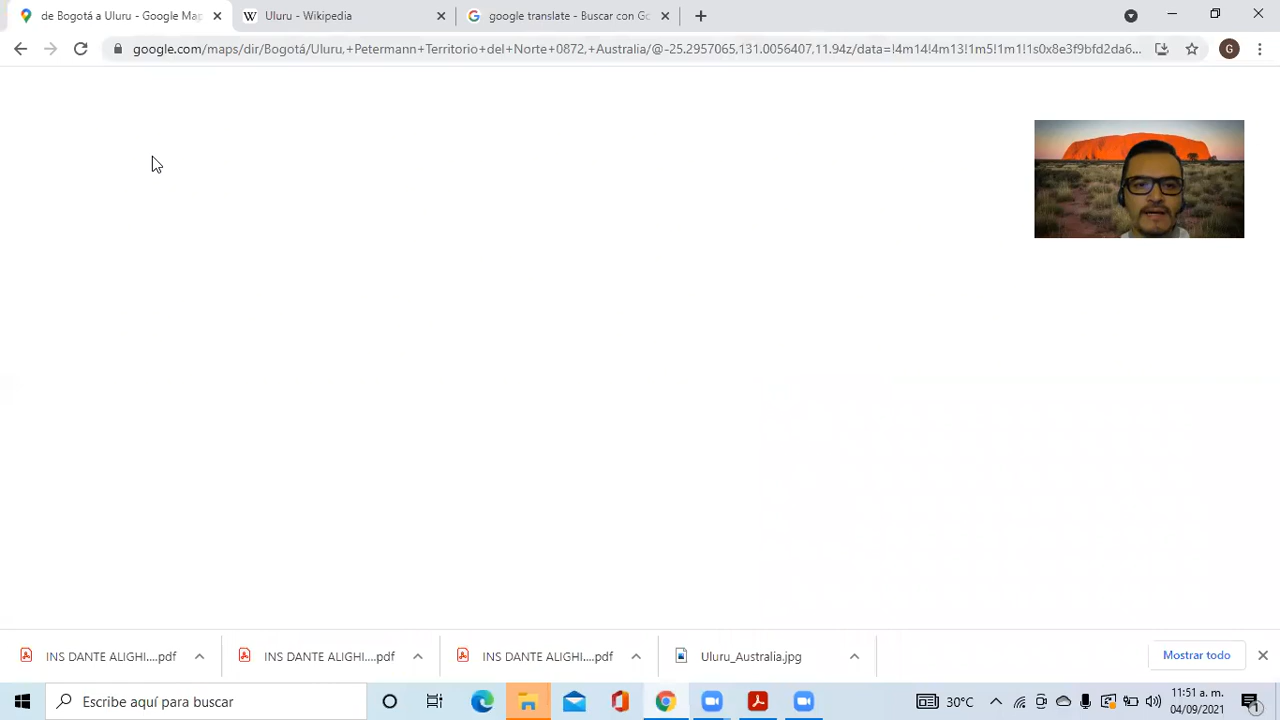 de Bogotá a Uluru - Google Map
Uluru - Wikipedia
google translate - Buscar con Go
google.com/maps/dir/Bogotá/Uluru,+Petermann+Territorio+del+Norte+0872,+Australia/@-25.2957065,131.0056407,11.94z/data=!4m14!4m13!1m5!1m1!1s0x8e3f9bfd2da6...
G
INS DANTE ALIGHI....pdf
INS DANTE ALIGHI....pdf
INS DANTE ALIGHI....pdf
Uluru_Australia.jpg
Mostrar todo
Escribe aquí para buscar
30°C
11:51 a. m.
04/09/2021
1